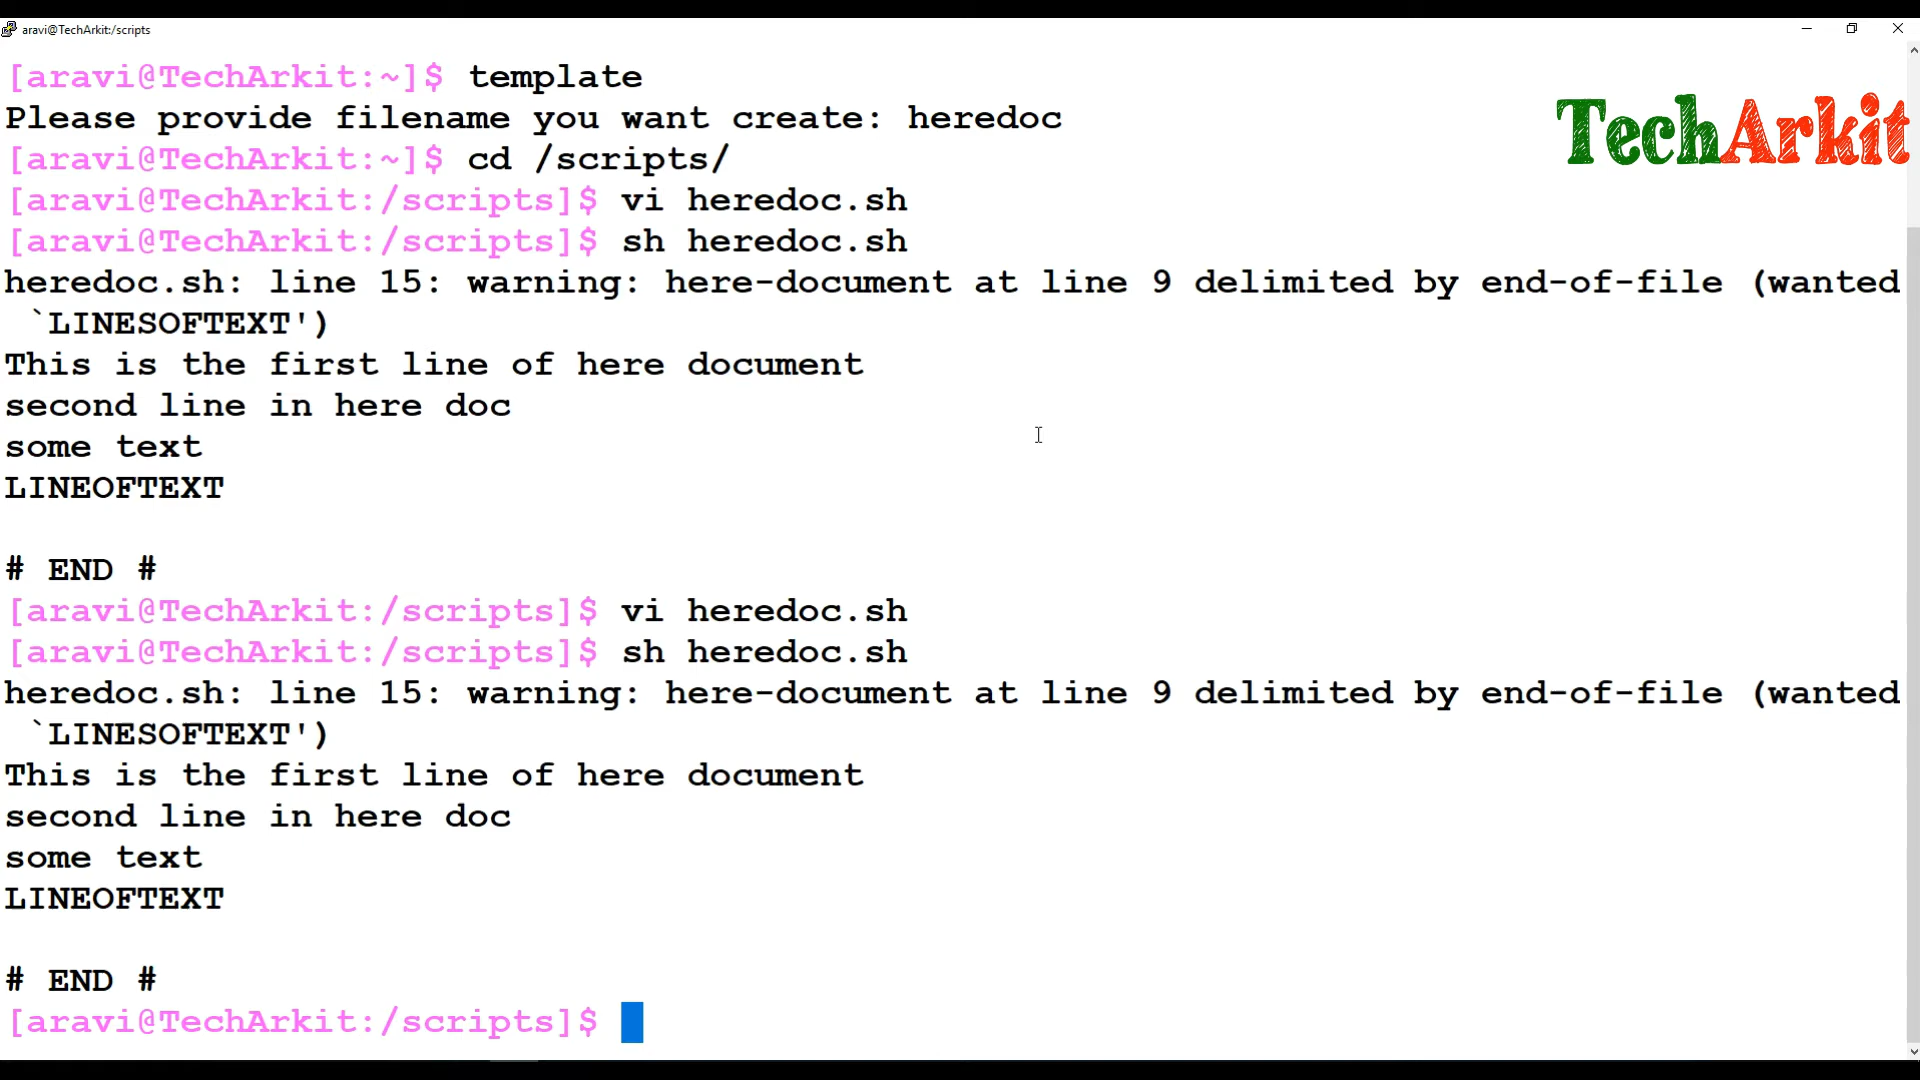 aravi@TechArkit:/scripts
[aravi@TechArkit:~]$ template
Please provide filename you want create: heredoc
[aravi@TechArkit:~]$ cd /scripts/
[aravi@TechArkit:/scripts]$ vi heredoc.sh
[aravi@TechArkit:/scripts]$ sh heredoc.sh
heredoc.sh: line 15: warning: here-document at line 9 delimited by end-of-file (wanted
 `LINESOFTEXT')
This is the first line of here document
second line in here doc
some text
LINEOFTEXT

# END #
[aravi@TechArkit:/scripts]$ vi heredoc.sh
[aravi@TechArkit:/scripts]$ sh heredoc.sh
heredoc.sh: line 15: warning: here-document at line 9 delimited by end-of-file (wanted
 `LINESOFTEXT')
This is the first line of here document
second line in here doc
some text
LINEOFTEXT

# END #
[aravi@TechArkit:/scripts]$
TechArkit